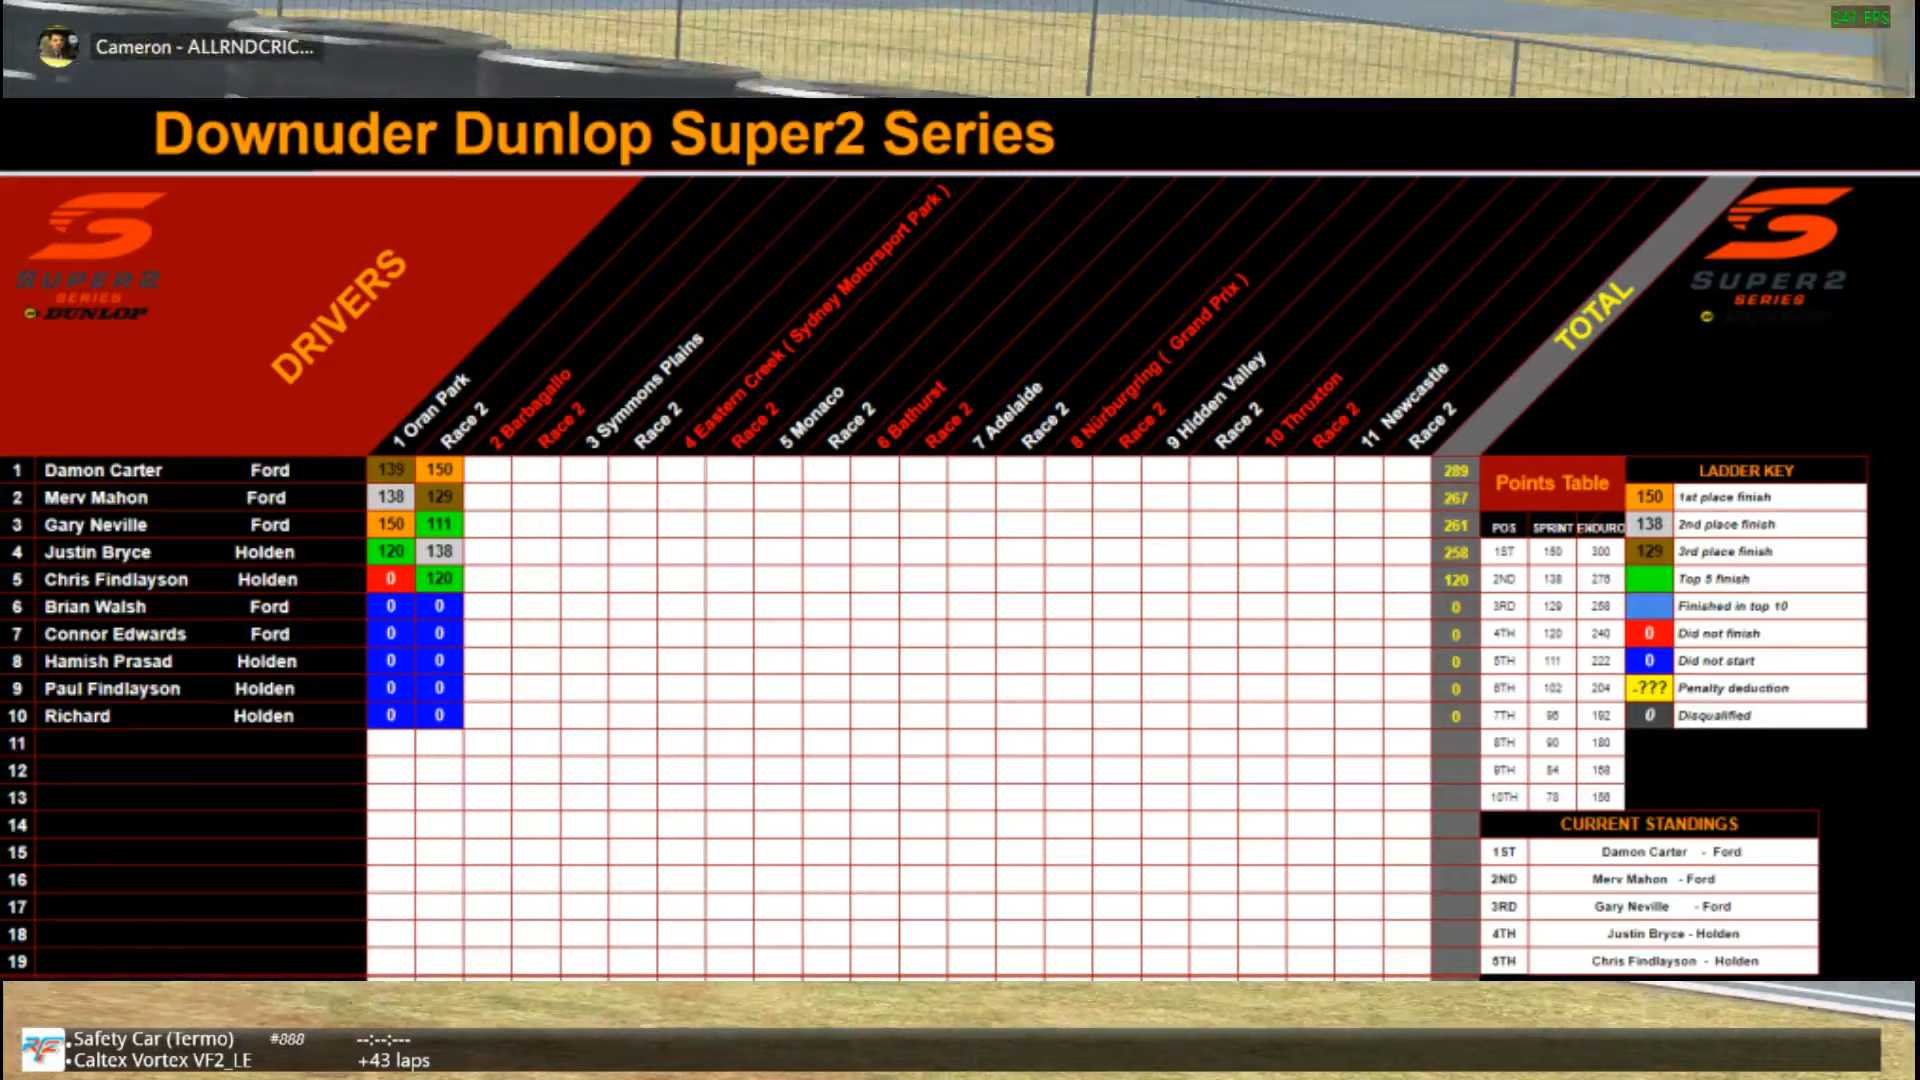 241 FPS
Cameron - ALLRNDCRIC...
Downuder Dunlop Super2 Series
SUPER2
SERIES
DUNLOP
DRIVERS
1 Oran Park
Race 2
2 Barbagallo
Race 2
3 Symmons Plains
Race 2
4 Eastern Creek ( Sydney Motorsport Park )
Race 2
5 Monaco
Race 2
6 Bathurst
Race 2
7 Adelaide
Race 2
8 Nürburgring ( Grand Prix )
Race 2
9 Hidden Valley
Race 2
10 Thruxton
Race 2
11 Newcastle
Race 2
TOTAL
SUPER2
SERIES
1 Damon Carter Ford 139 150 289
2 Merv Mahon Ford 138 129 267
3 Gary Neville Ford 150 111 261
4 Justin Bryce Holden 120 138 258
5 Chris Findlayson Holden 0 120 120
6 Brian Walsh Ford 0 0 0
7 Connor Edwards Ford 0 0 0
8 Hamish Prasad Holden 0 0 0
9 Paul Findlayson Holden 0 0 0
10 Richard Holden 0 0 0
11
12
13
14
15
16
17
18
19
Points Table
POS SPRINT ENDURO
1ST 150 300
2ND 138 276
3RD 129 258
4TH 120 240
5TH 111 222
6TH 102 204
7TH 96 192
8TH 90 180
9TH 84 168
10TH 78 156
LADDER KEY
150 1st place finish
138 2nd place finish
129 3rd place finish
Top 5 finish
Finished in top 10
0 Did not finish
0 Did not start
-??? Penalty deduction
0 Disqualified
CURRENT STANDINGS
1ST Damon Carter - Ford
2ND Merv Mahon - Ford
3RD Gary Neville - Ford
4TH Justin Bryce - Holden
5TH Chris Findlayson - Holden
Safety Car (Termo) #888 --:--:---
Caltex Vortex VF2_LE +43 laps